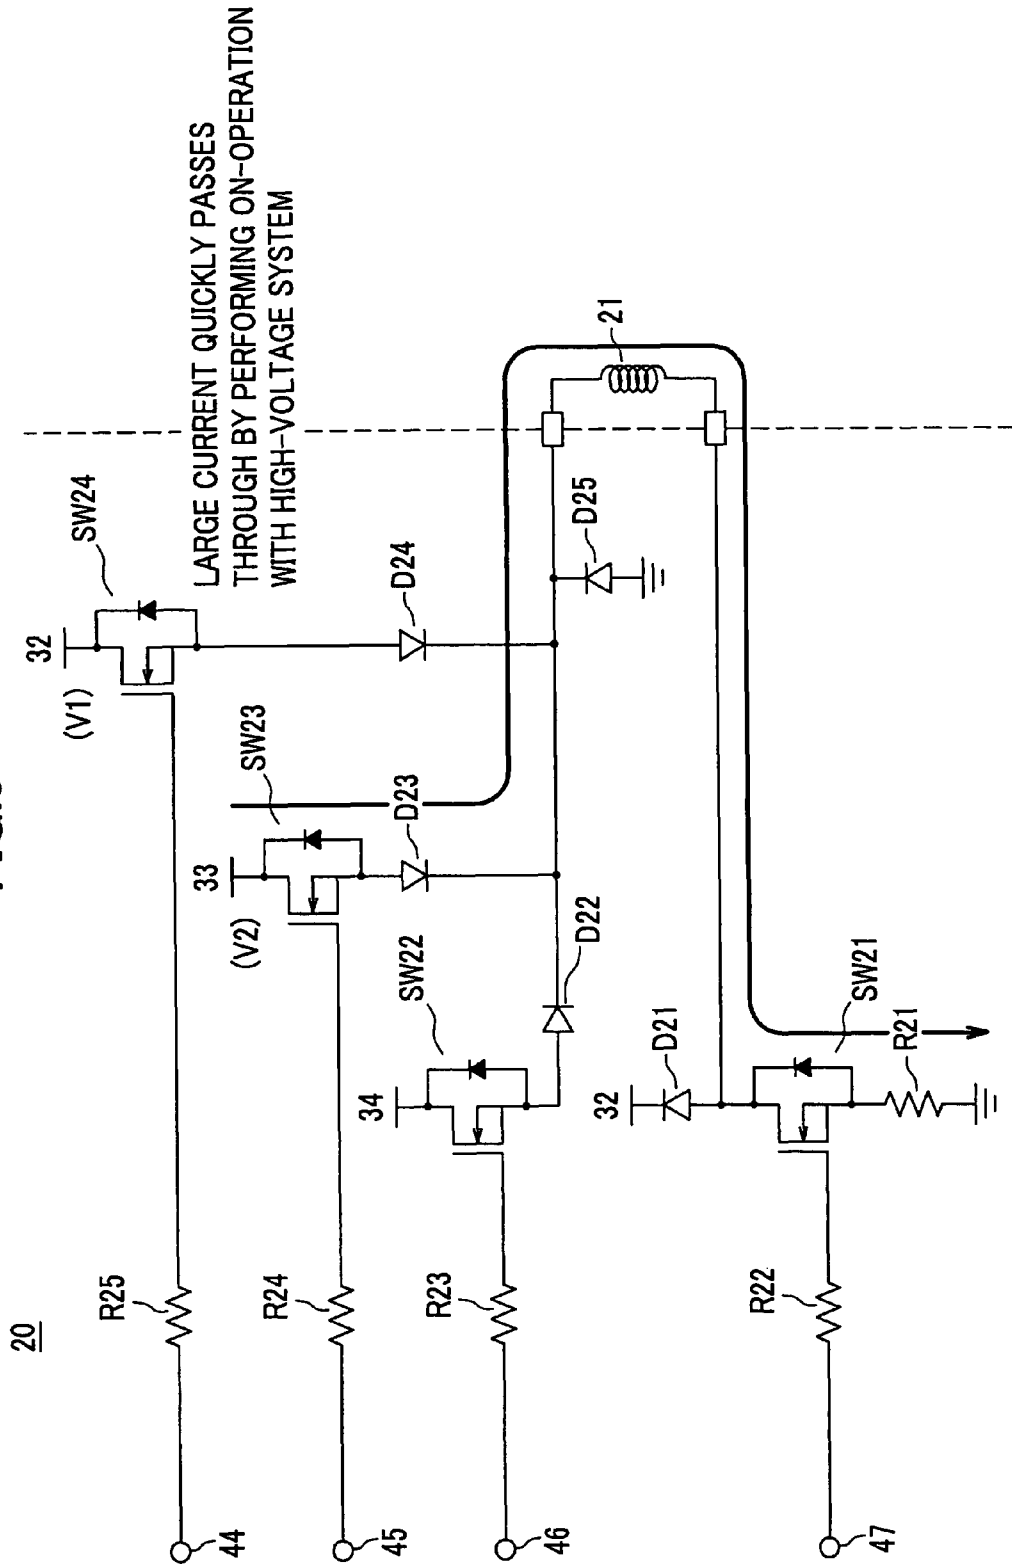 20
LARGE CURRENT QUICKLY PASSES
THROUGH BY PERFORMING ON-OPERATION
WITH HIGH-VOLTAGE SYSTEM
32
(V1)
SW24
R25
44
33
(V2)
SW23
D24
D23
R24
45
34
SW22
D22
D25
21
R23
46
32
D21
SW21
R21
R22
47